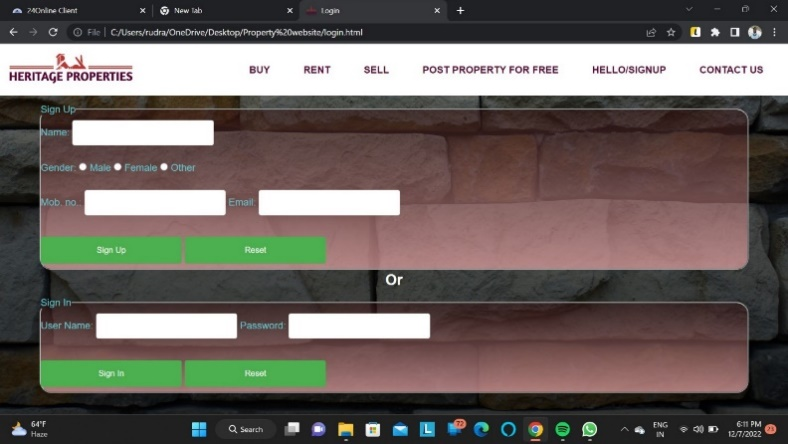 24Online Client
New Tab
Login
File | C:/Users/rudra/OneDrive/Desktop/Property%20website/login.html
HERITAGE PROPERTIES
BUY RENT SELL POST PROPERTY FOR FREE HELLO/SIGNUP CONTACT US
Sign Up
Name:
Gender: Male Female Other
Mob. no.: Email:
Sign Up Reset
Or
Sign In
User Name: Password:
Sign In Reset
64°F
Haze
Search
72
ENG
IN
6:11 PM
12/7/2022